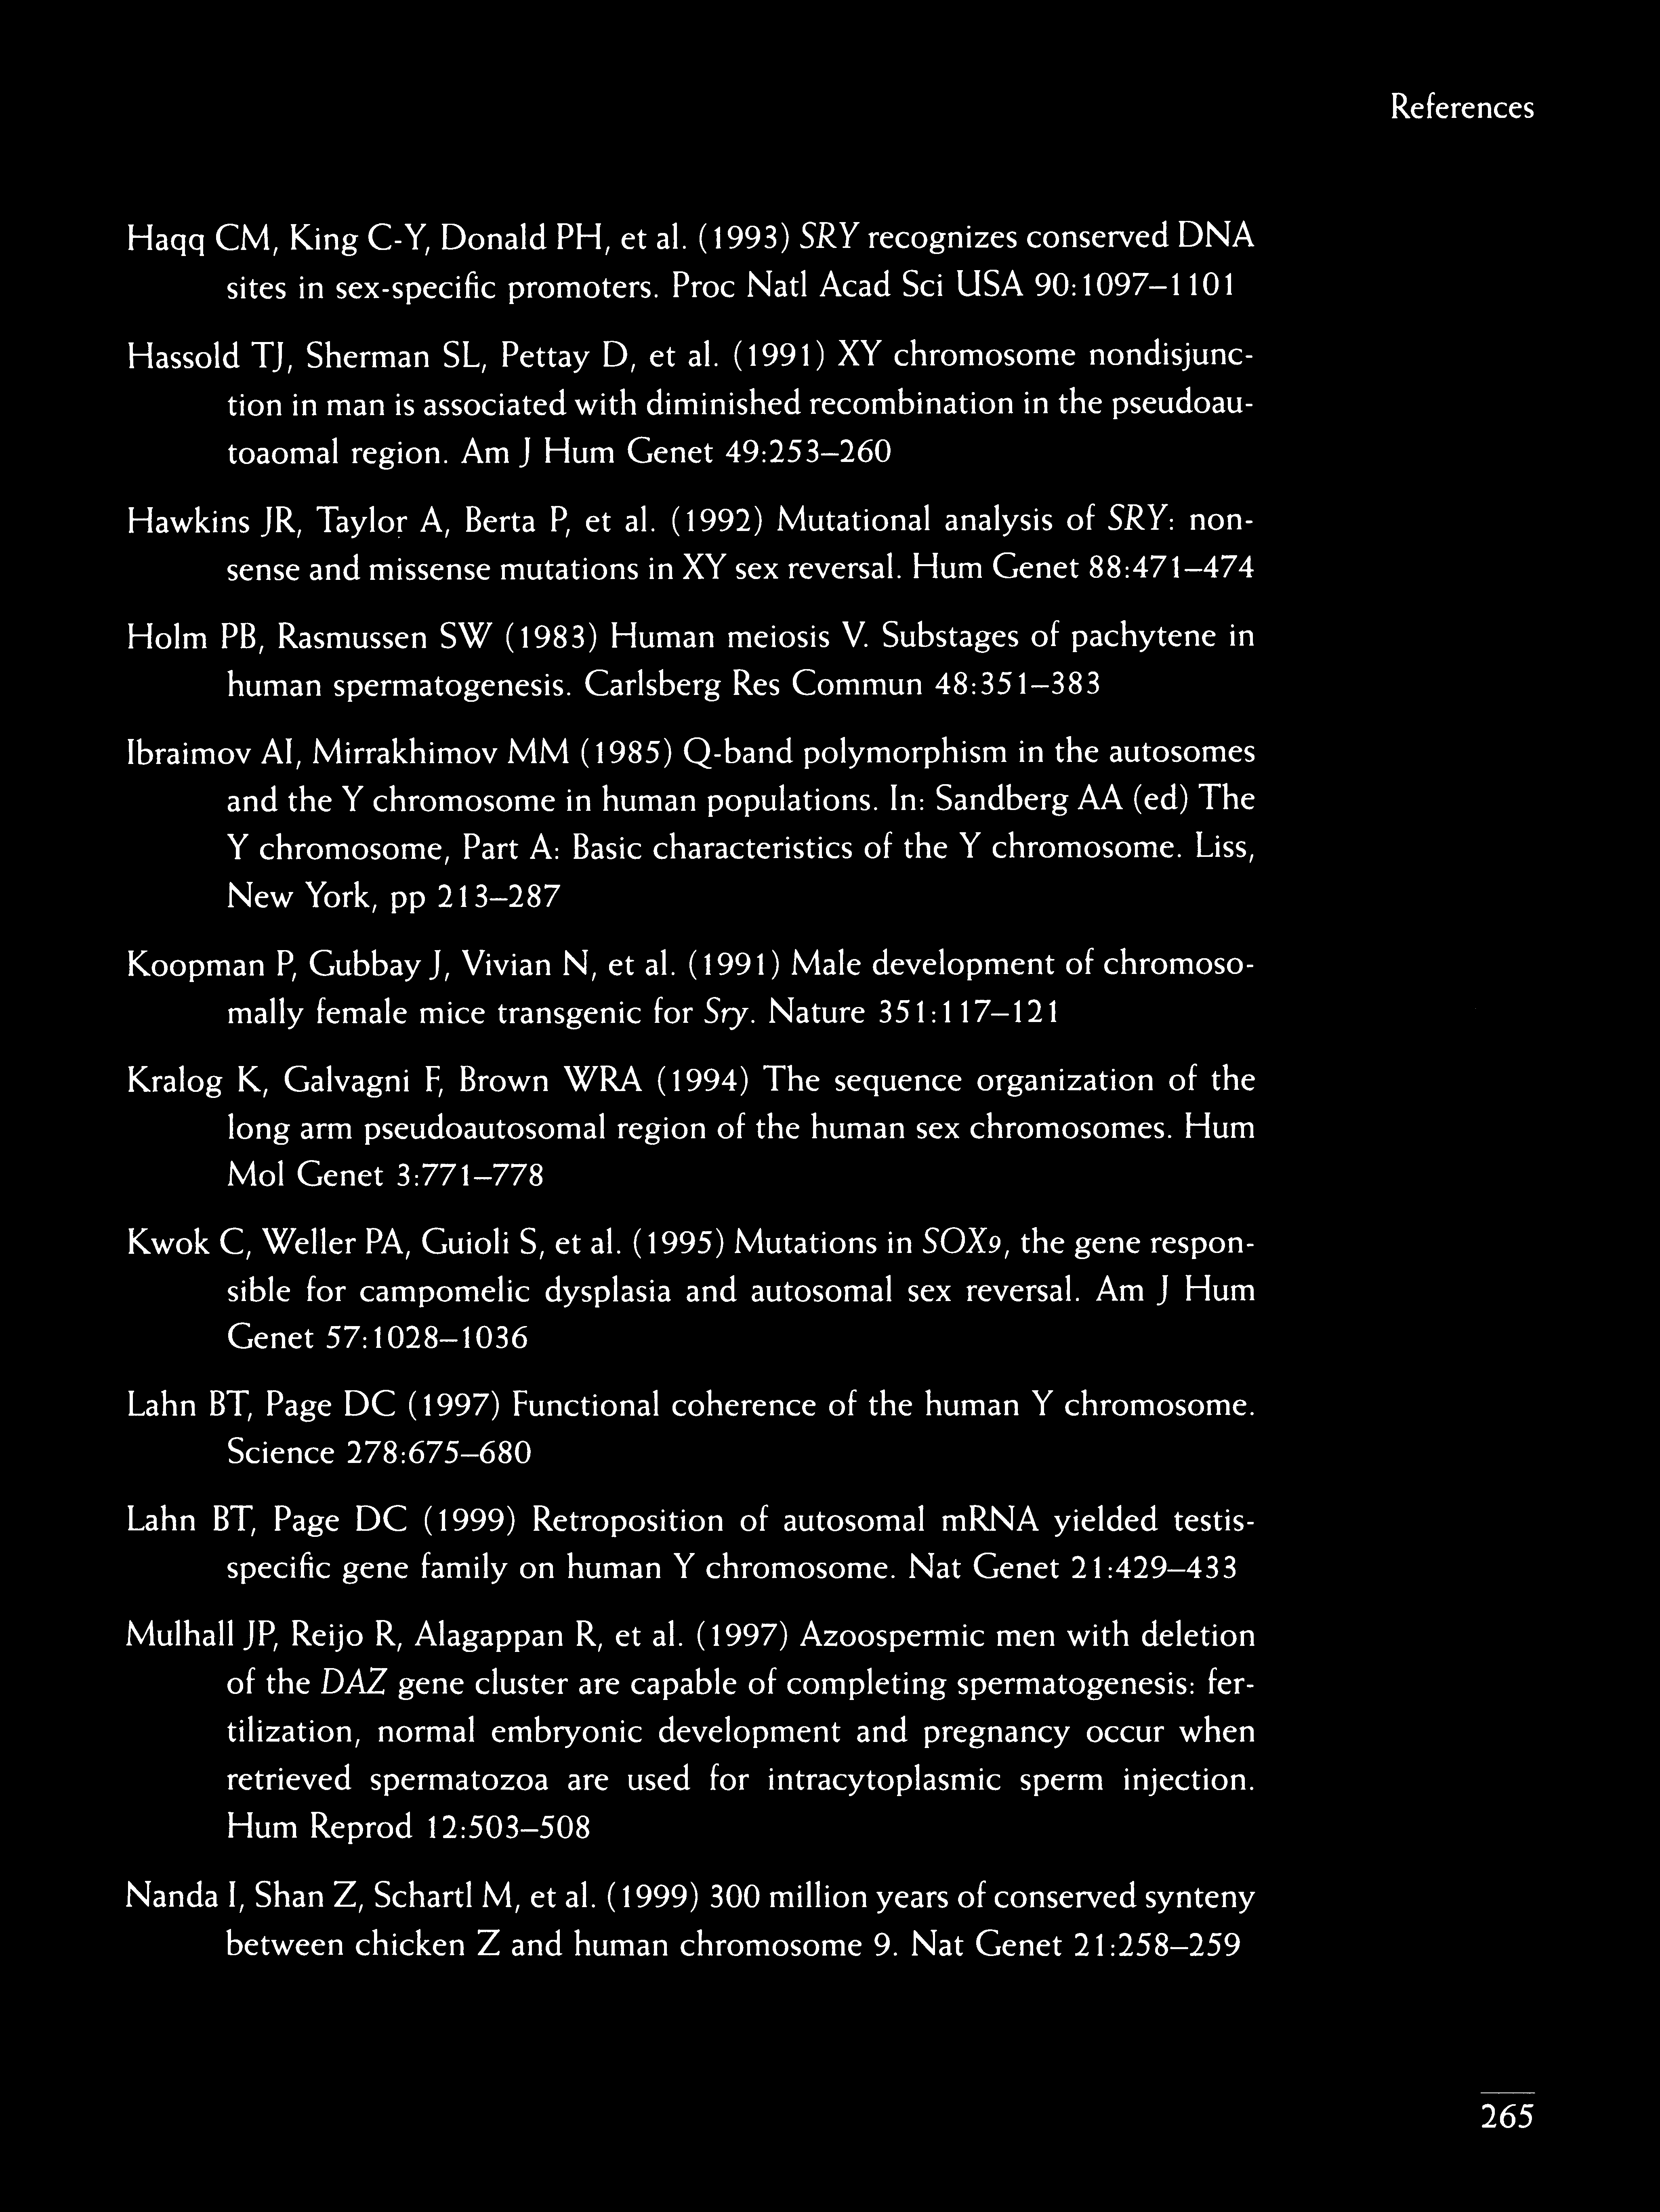 References
Haqq CM, King C-Y, Donald PH, et al. (1993) SRY recognizes conserved DNA
sites in sex-specific promoters. Proc Natl Acad Sci USA 90:1097–1101
Hassold TJ, Sherman SL, Pettay D, et al. (1991) XY chromosome nondisjunc-
tion in man is associated with diminished recombination in the pseudoau-
toaomal region. Am J Hum Genet 49:253–260
Hawkins JR, Taylor A, Berta P, et al. (1992) Mutational analysis of SRY: non-
sense and missense mutations in XY sex reversal. Hum Genet 88:471–474
Holm PB, Rasmussen SW (1983) Human meiosis V. Substages of pachytene in
human spermatogenesis. Carlsberg Res Commun 48:351–383
Ibraimov AI, Mirrakhimov MM (1985) Q-band polymorphism in the autosomes
and the Y chromosome in human populations. In: Sandberg AA (ed) The
Y chromosome, Part A: Basic characteristics of the Y chromosome. Liss,
New York, pp 213–287
Koopman P, Gubbay J, Vivian N, et al. (1991) Male development of chromoso-
mally female mice transgenic for Sry. Nature 351:117–121
Kralog K, Galvagni F, Brown WRA (1994) The sequence organization of the
long arm pseudoautosomal region of the human sex chromosomes. Hum
Mol Genet 3:771–778
Kwok C, Weller PA, Guioli S, et al. (1995) Mutations in SOX9, the gene respon-
sible for campomelic dysplasia and autosomal sex reversal. Am J Hum
Genet 57:1028–1036
Lahn BT, Page DC (1997) Functional coherence of the human Y chromosome.
Science 278:675–680
Lahn BT, Page DC (1999) Retroposition of autosomal mRNA yielded testis-
specific gene family on human Y chromosome. Nat Genet 21:429–433
Mulhall JP, Reijo R, Alagappan R, et al. (1997) Azoospermic men with deletion
of the DAZ gene cluster are capable of completing spermatogenesis: fer-
tilization, normal embryonic development and pregnancy occur when
retrieved spermatozoa are used for intracytoplasmic sperm injection.
Hum Reprod 12:503–508
Nanda I, Shan Z, Schartl M, et al. (1999) 300 million years of conserved synteny
between chicken Z and human chromosome 9. Nat Genet 21:258–259
265